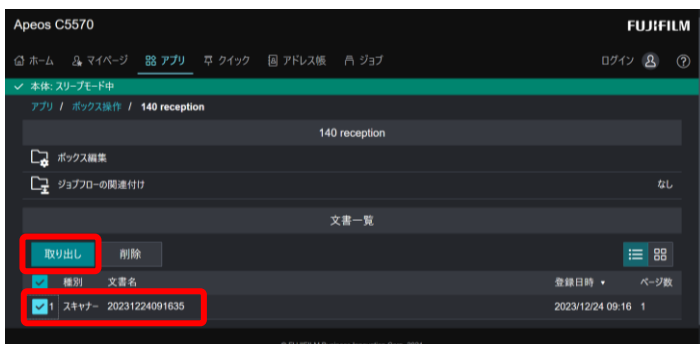 Apeos C5570 FUJIFILM
ホーム マイページ アプリ クイック アドレス帳 ジョブ ログイン
本体: スリープモード中
アプリ / ボックス操作 / 140 reception
140 reception
ボックス編集
ジョブフローの関連付け なし
文書一覧
取り出し 削除
種別 文書名 登録日時 ページ数
1 スキャナー 20231224091635 2023/12/24 09:16 1